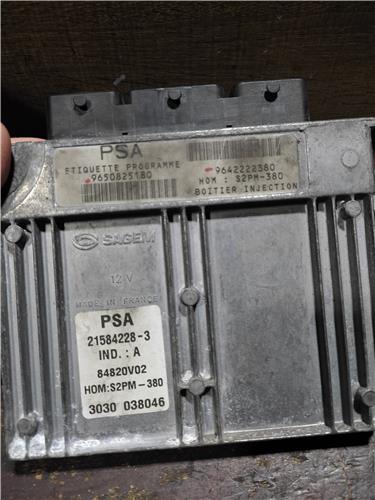 PSA
ETIQUETTE PROGRAMME
9650825180
9642222380
HOM : S2PM-380
BOITIER INJECTION
SAGEM
12 V
MADE IN FRANCE
PSA
21584228-3
IND. : A
84820V02
HOM:S2PM-380
3030 038046